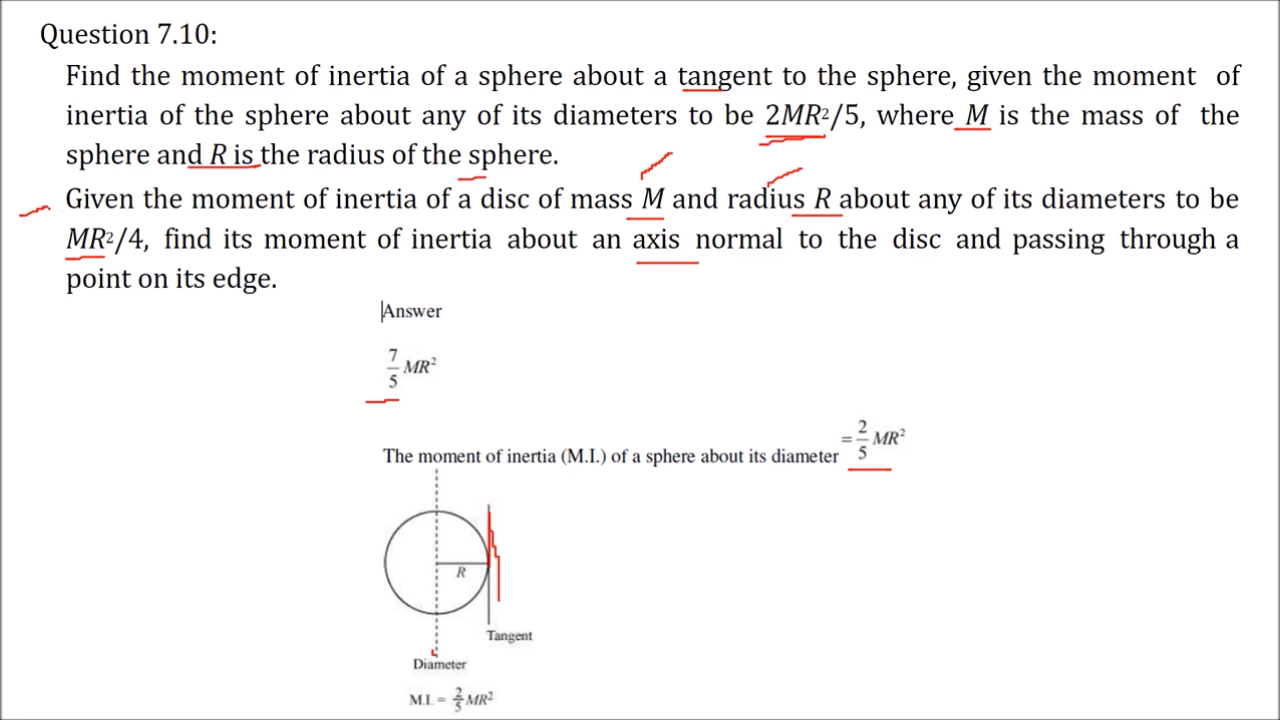 Question 7.10:
Find the moment of inertia of a sphere about a tangent to the sphere, given the moment of
inertia of the sphere about any of its diameters to be 2MR²/5, where M is the mass of the
sphere and R is the radius of the sphere.
Given the moment of inertia of a disc of mass M and radius R about any of its diameters to be
MR²/4, find its moment of inertia about an axis normal to the disc and passing through a
point on its edge.
Answer
7/5 MR²
The moment of inertia (M.I.) of a sphere about its diameter = 2/5 MR²
R
Tangent
Diameter
M.I. = 2/5 MR²